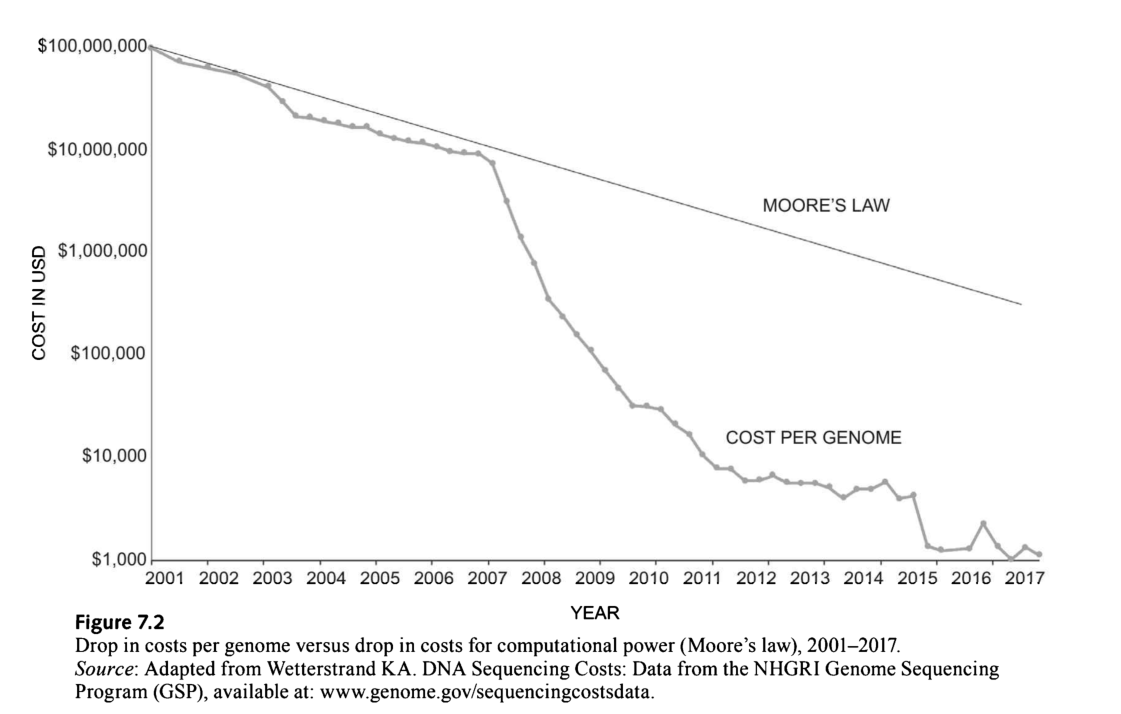 $100,000,000
$10,000,000
$1,000,000
$100,000
$10,000
$1,000
COST IN USD
MOORE'S LAW
COST PER GENOME
2001 2002 2003 2004 2005 2006 2007 2008 2009 2010 2011 2012 2013 2014 2015 2016 2017
YEAR
Figure 7.2
Drop in costs per genome versus drop in costs for computational power (Moore's law), 2001–2017.
Source: Adapted from Wetterstrand KA. DNA Sequencing Costs: Data from the NHGRI Genome Sequencing
Program (GSP), available at: www.genome.gov/sequencingcostsdata.